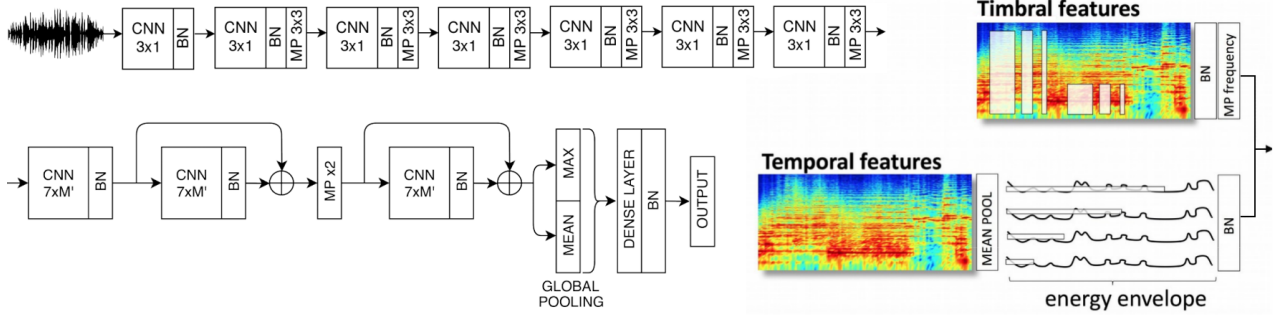 CNN
3x1
BN
CNN
3x1
BN
MP 3x3
CNN
3x1
BN
MP 3x3
CNN
3x1
BN
MP 3x3
CNN
3x1
BN
MP 3x3
CNN
3x1
BN
MP 3x3
CNN
3x1
BN
MP 3x3
CNN
7xM'
BN
CNN
7xM'
BN
MP x2
CNN
7xM'
BN
MAX
MEAN
GLOBAL
POOLING
DENSE LAYER
BN
OUTPUT
Timbral features
BN
MP frequency
Temporal features
MEAN POOL
BN
energy envelope